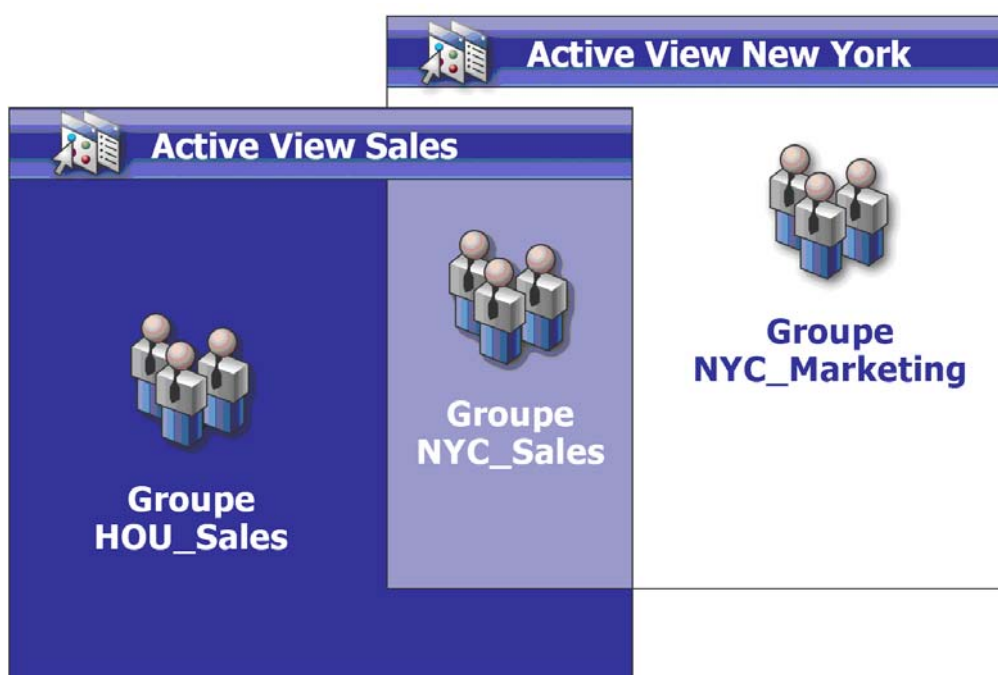 Active View New York
Active View Sales
Groupe
HOU_Sales
Groupe
NYC_Sales
Groupe
NYC_Marketing